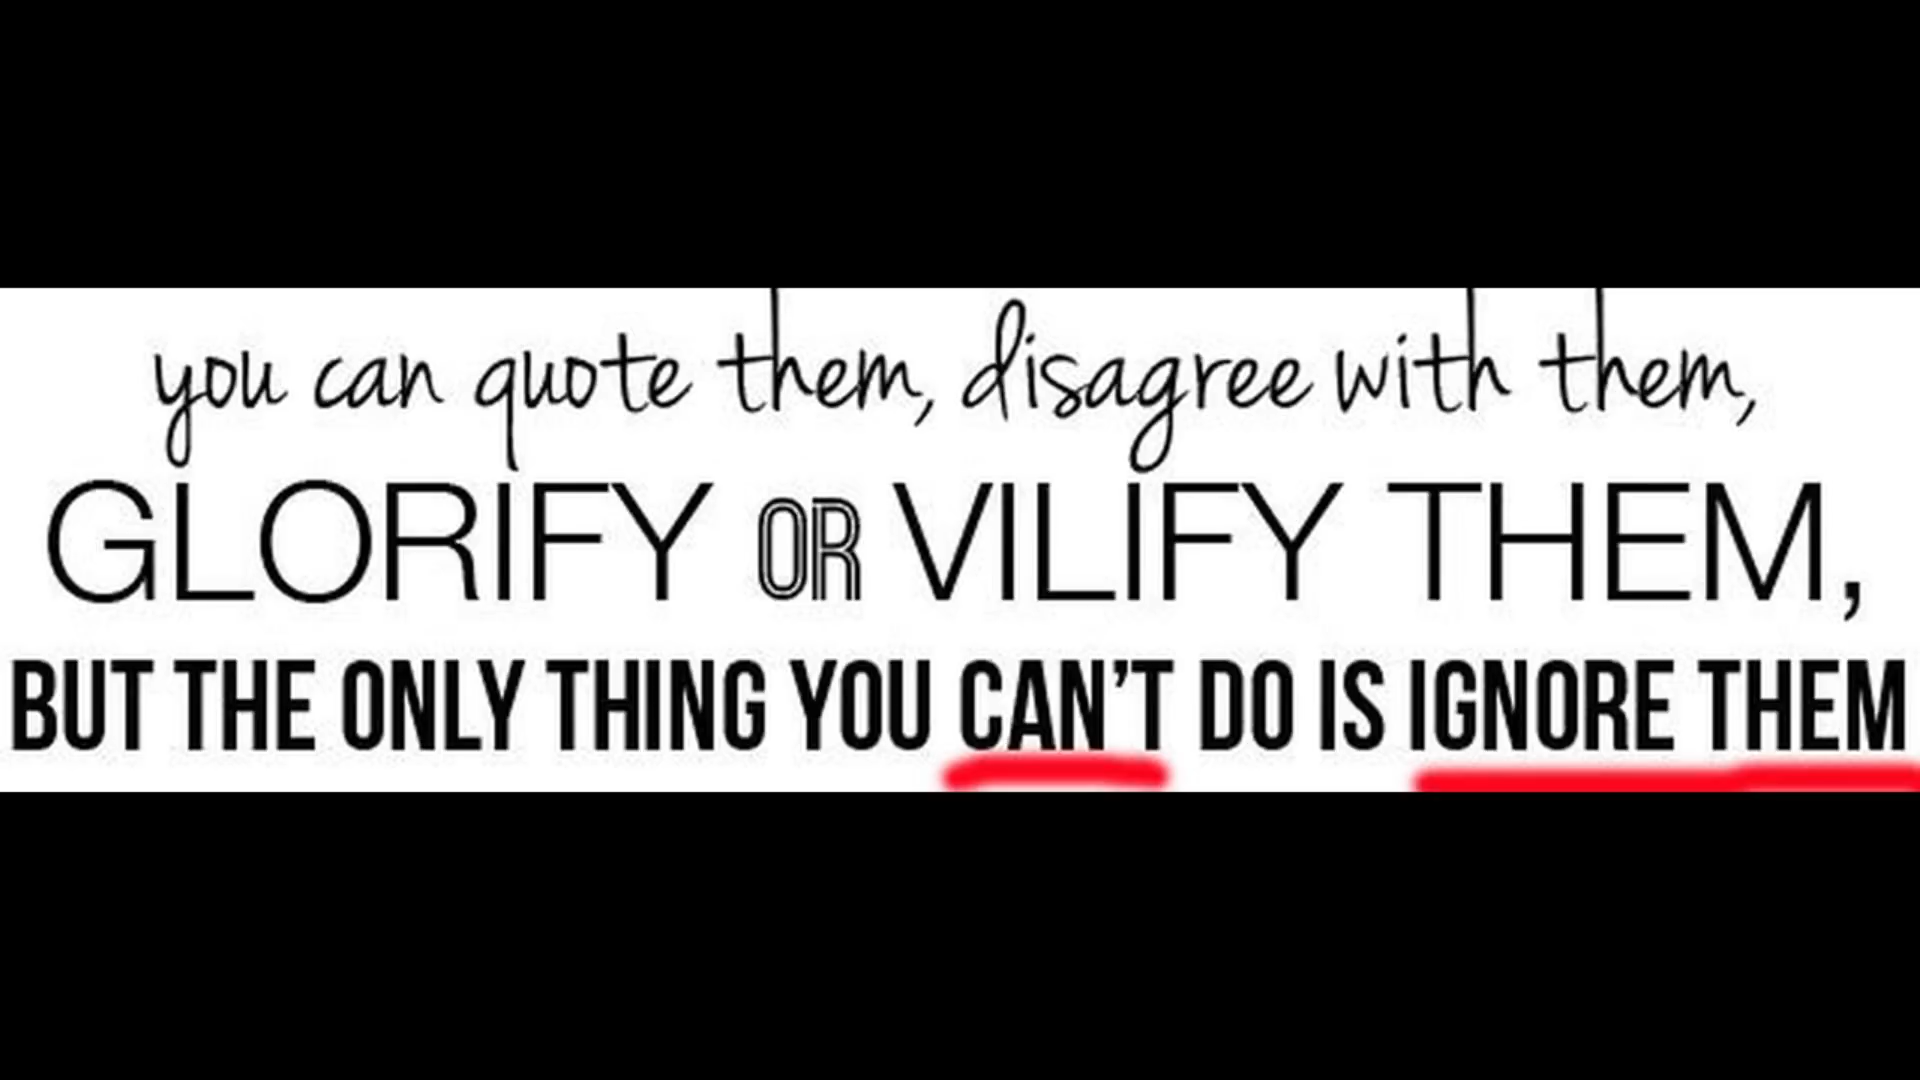 you can quote them, disagree with them,
GLORIFY OR VILIFY THEM,
BUT THE ONLY THING YOU CAN'T DO IS IGNORE THEM